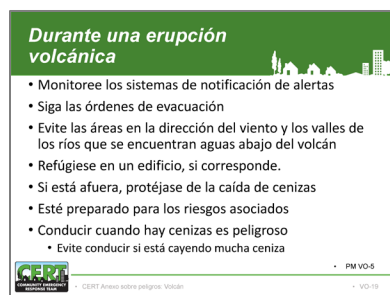 Durante una erupción
volcánica
• Monitoree los sistemas de notificación de alertas
• Siga las órdenes de evacuación
• Evite las áreas en la dirección del viento y los valles de
los ríos que se encuentran aguas abajo del volcán
• Refúgiese en un edificio, si corresponde.
• Si está afuera, protéjase de la caída de cenizas
• Esté preparado para los riesgos asociados
• Conducir cuando hay cenizas es peligroso
• Evite conducir si está cayendo mucha ceniza
• PM VO-5
CERT
COMMUNITY EMERGENCY
RESPONSE TEAM
• CERT Anexo sobre peligros: Volcán
• VO-19